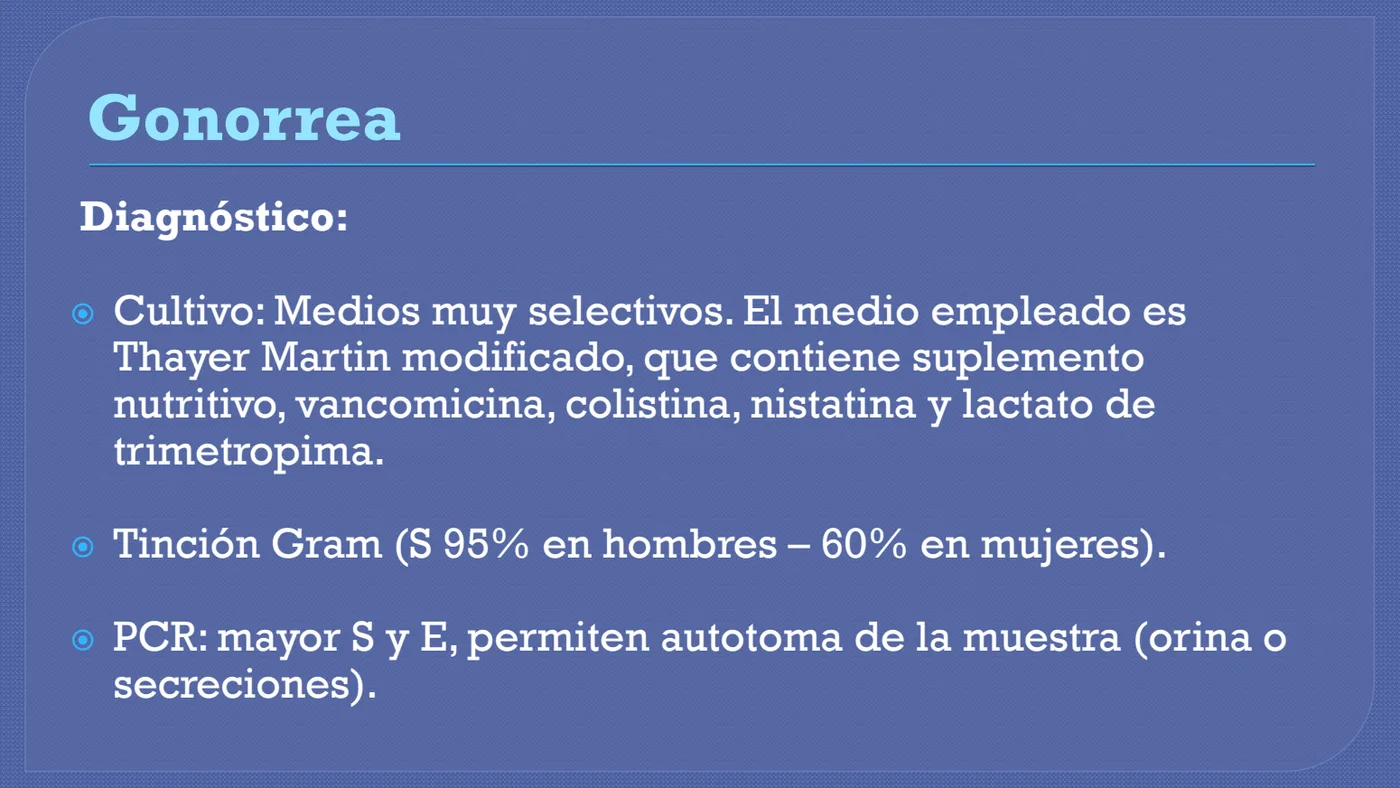 Gonorrea
Diagnóstico:
Cultivo: Medios muy selectivos. El medio empleado es
Thayer Martin modificado, que contiene suplemento
nutritivo, vancomicina, colistina, nistatina y lactato de
trimetropima.
Tinción Gram (S 95% en hombres – 60% en mujeres).
PCR: mayor S y E, permiten autotoma de la muestra (orina o
secreciones).